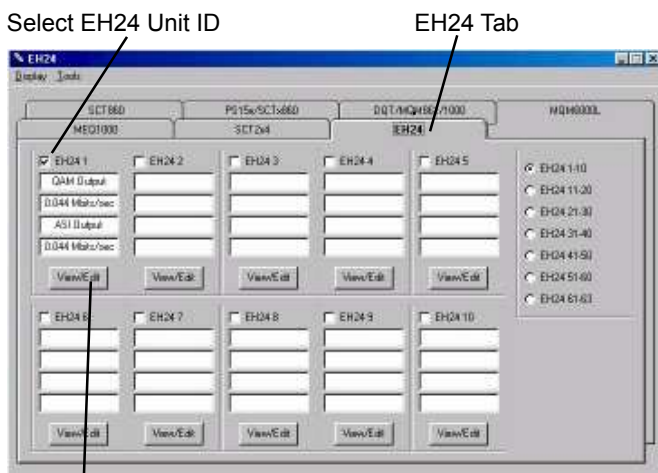 Select EH24 Unit ID EH24 Tab
EH24
Display Tools
SCT860 PS15x/SCTx860 DQT/MQM860/1000 MQM8000L
MEQ1000 SCT2x4 EH24
EH24 1 EH24 2 EH24 3 EH24 4 EH24 5
QAM Output
0.044 Mbits/sec
ASI Output
0.044 Mbits/sec
View/Edit View/Edit View/Edit View/Edit View/Edit
EH24 1-10
EH24 11-20
EH24 21-30
EH24 31-40
EH24 41-50
EH24 51-60
EH24 61-63
EH24 6 EH24 7 EH24 8 EH24 9 EH24 10
View/Edit View/Edit View/Edit View/Edit View/Edit